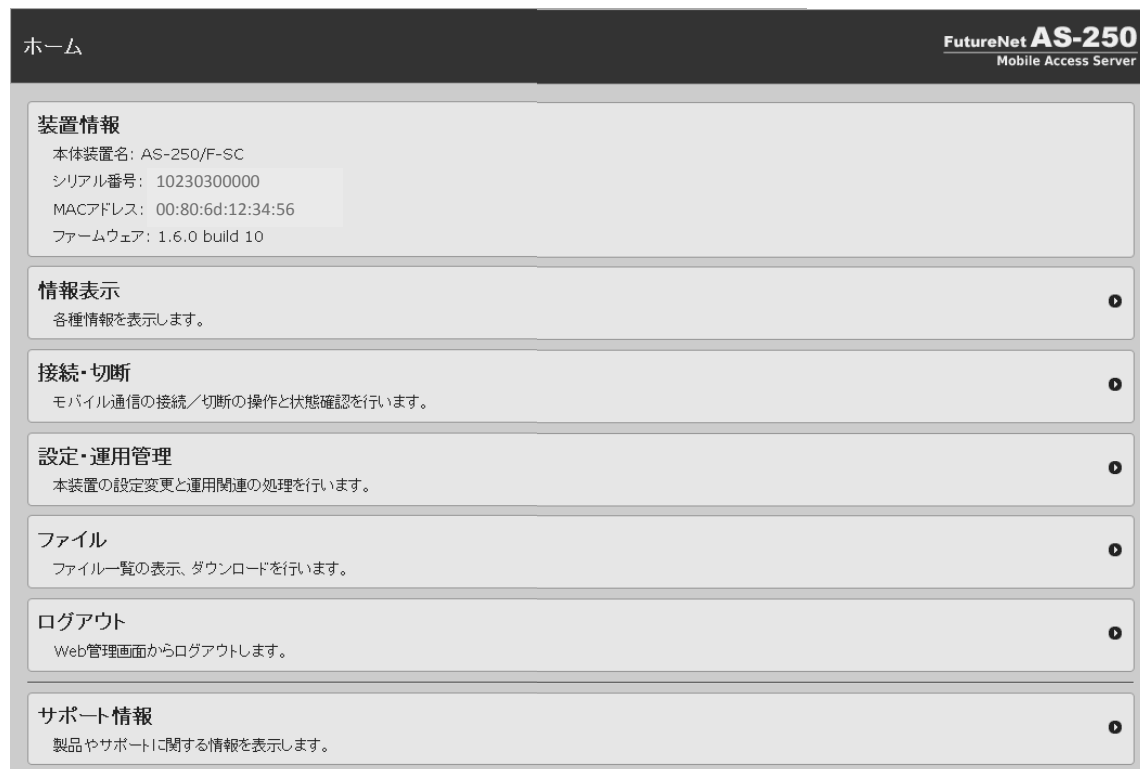 ホーム
FutureNet AS-250
Mobile Access Server
装置情報
本体装置名: AS-250/F-SC
シリアル番号: 10230300000
MACアドレス: 00:80:6d:12:34:56
ファームウェア: 1.6.0 build 10
情報表示
各種情報を表示します。
接続・切断
モバイル通信の接続／切断の操作と状態確認を行います。
設定・運用管理
本装置の設定変更と運用関連の処理を行います。
ファイル
ファイル一覧の表示、ダウンロードを行います。
ログアウト
Web管理画面からログアウトします。
サポート情報
製品やサポートに関する情報を表示します。